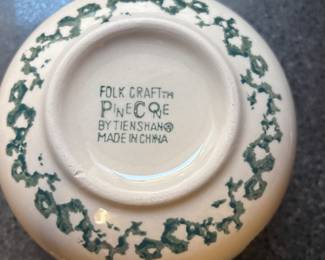 FOLK CRAFT™
PINECONE
BY TIENSHAN®
MADE IN CHINA